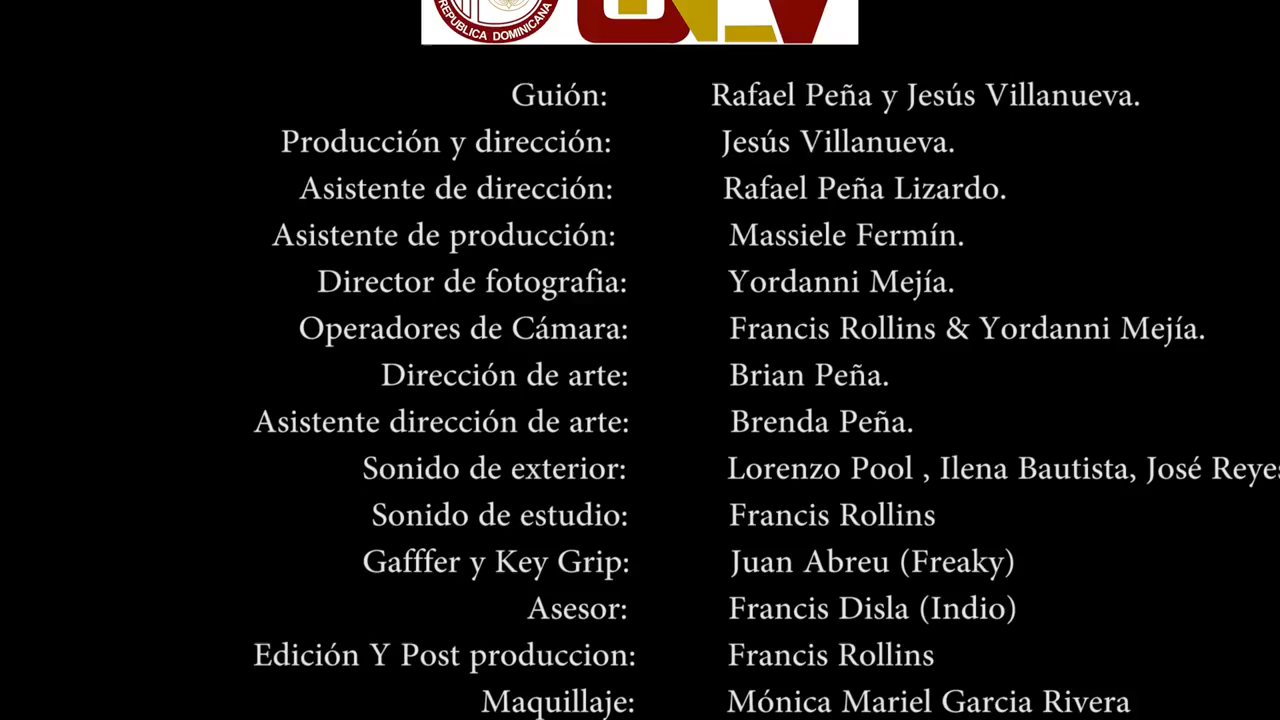 REPUBLICA DOMINICANA
Guión: Rafael Peña y Jesús Villanueva.
Producción y dirección: Jesús Villanueva.
Asistente de dirección: Rafael Peña Lizardo.
Asistente de producción: Massiele Fermín.
Director de fotografia: Yordanni Mejía.
Operadores de Cámara: Francis Rollins & Yordanni Mejía.
Dirección de arte: Brian Peña.
Asistente dirección de arte: Brenda Peña.
Sonido de exterior: Lorenzo Pool , Ilena Bautista, José Reyes
Sonido de estudio: Francis Rollins
Gafffer y Key Grip: Juan Abreu (Freaky)
Asesor: Francis Disla (Indio)
Edición Y Post produccion: Francis Rollins
Maquillaje: Mónica Mariel Garcia Rivera